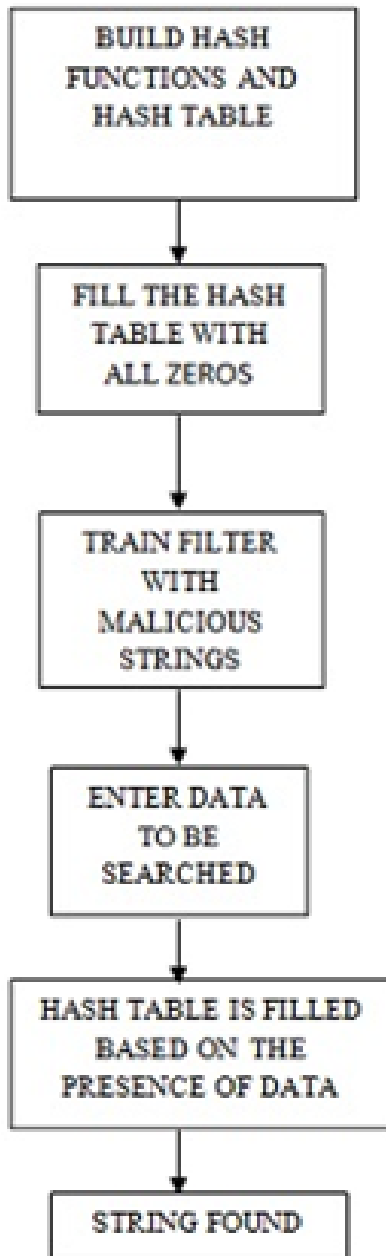 BUILD HASH
FUNCTIONS AND
HASH TABLE
FILL THE HASH
TABLE WITH
ALL ZEROS
TRAIN FILTER
WITH
MALICIOUS
STRINGS
ENTER DATA
TO BE
SEARCHED
HASH TABLE IS FILLED
BASED ON THE
PRESENCE OF DATA
STRING FOUND